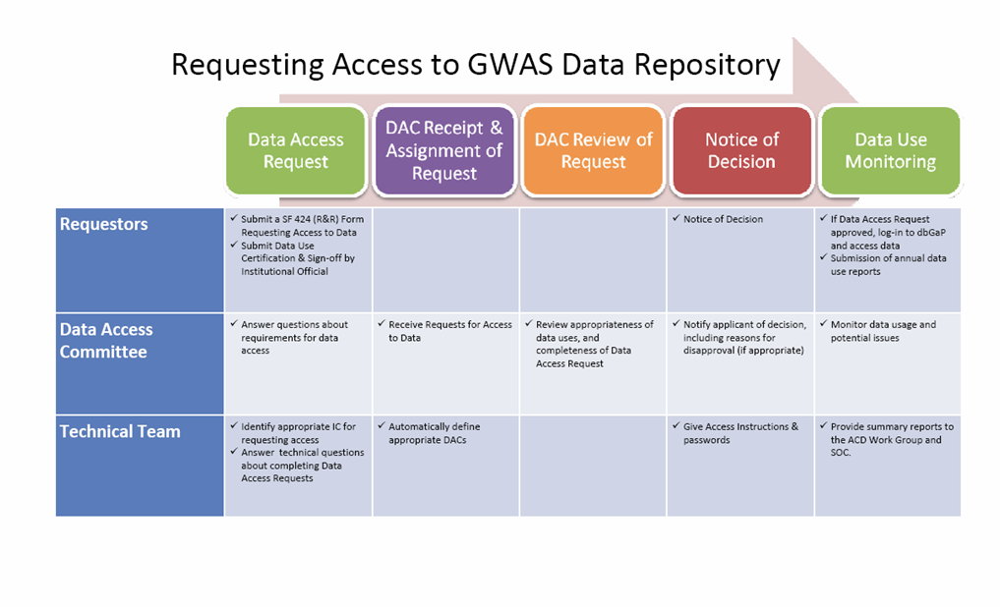 Requesting Access to GWAS Data Repository
Data Access
Request
DAC Receipt &
Assignment of
Request
DAC Review of
Request
Notice of
Decision
Data Use
Monitoring
Requestors
✓ Submit a SF 424 (R&R) Form
Requesting Access to Data
✓ Submit Data Use
Certification & Sign-off by
Institutional Official
✓ Notice of Decision
✓ If Data Access Request
approved, log-in to dbGaP
and access data
✓ Submission of annual data
use reports
Data Access
Committee
✓ Answer questions about
requirements for data
access
✓ Receive Requests for Access
to Data
✓ Review appropriateness of
data uses, and
completeness of Data
Access Request
✓ Notify applicant of decision,
including reasons for
disapproval (if appropriate)
✓ Monitor data usage and
potential issues
Technical Team
✓ Identify appropriate IC for
requesting access
✓ Answer technical questions
about completing Data
Access Requests
✓ Automatically define
appropriate DACs
✓ Give Access Instructions &
passwords
✓ Provide summary reports to
the ACD Work Group and
SOC.